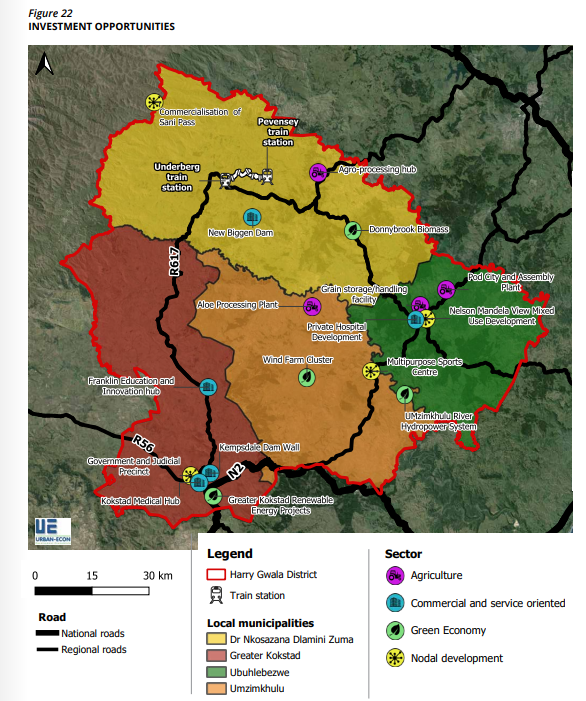 Figure 22
INVESTMENT OPPORTUNITIES
Commercialisation of
Sani Pass
Pevensey
train
station
Underberg
train
station
Agro-processing hub
New Biggen Dam
Donnybrook Biomass
R617
Pod City and Assembly
Plant
Grain storage/handling
facility
Aloe Processing Plant
Nelson Mandela View Mixed
Use Development
Private Hospital
Development
Wind Farm Cluster
Multipurpose Sports
Centre
Franklin Education and
Innovation hub
UMzimkhulu River
Hydropower System
R56
Kempsdale Dam Wall
Government and Judicial
Precinct
N2
Kokstad Medical Hub
Greater Kokstad Renewable
Energy Projects
UE
URBAN-ECON
0 15 30 km
Road
National roads
Regional roads
Legend
Harry Gwala District
Train station
Local municipalities
Dr Nkosazana Dlamini Zuma
Greater Kokstad
Ubuhlebezwe
Umzimkhulu
Sector
Agriculture
Commercial and service oriented
Green Economy
Nodal development